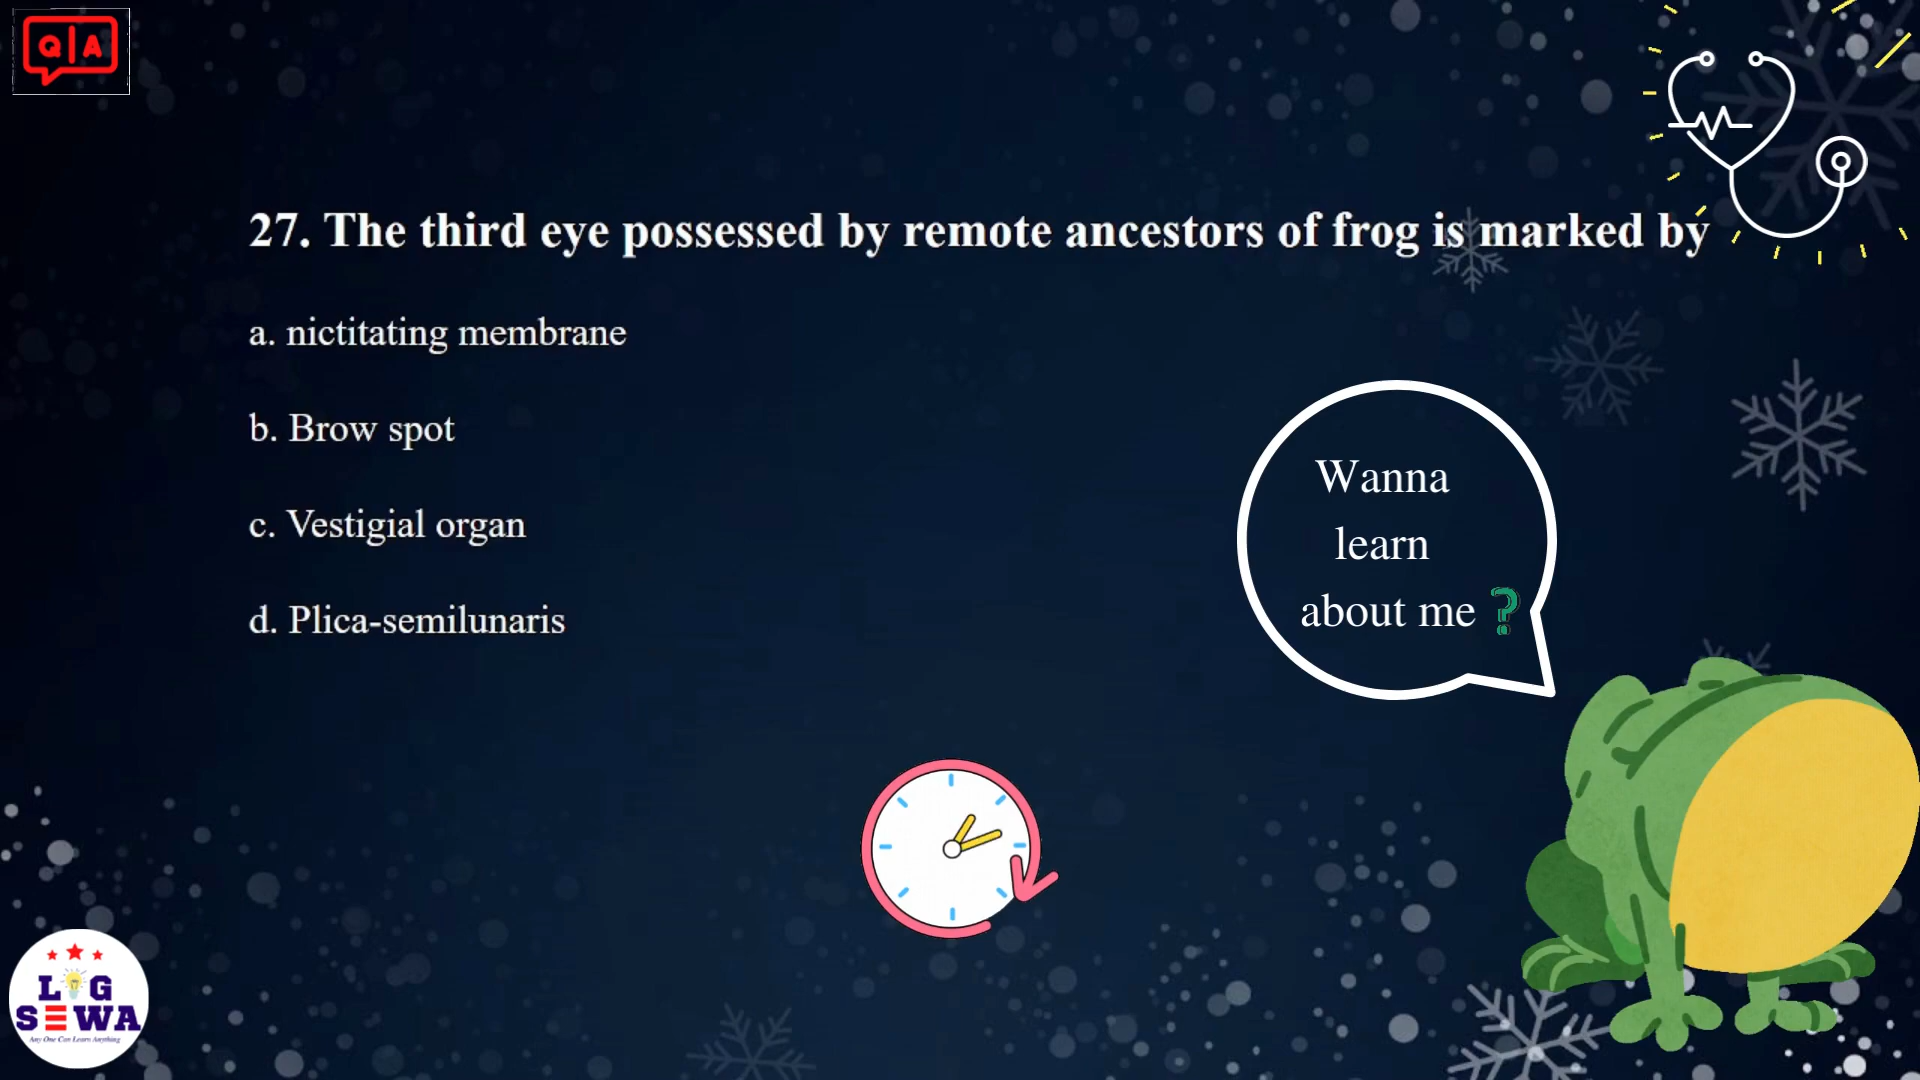 Q|A
27. The third eye possessed by remote ancestors of frog is marked by
a. nictitating membrane
b. Brow spot
c. Vestigial organ
d. Plica-semilunaris
Wanna
learn
about me ?
L G
SEWA
Any One Can Learn Anything